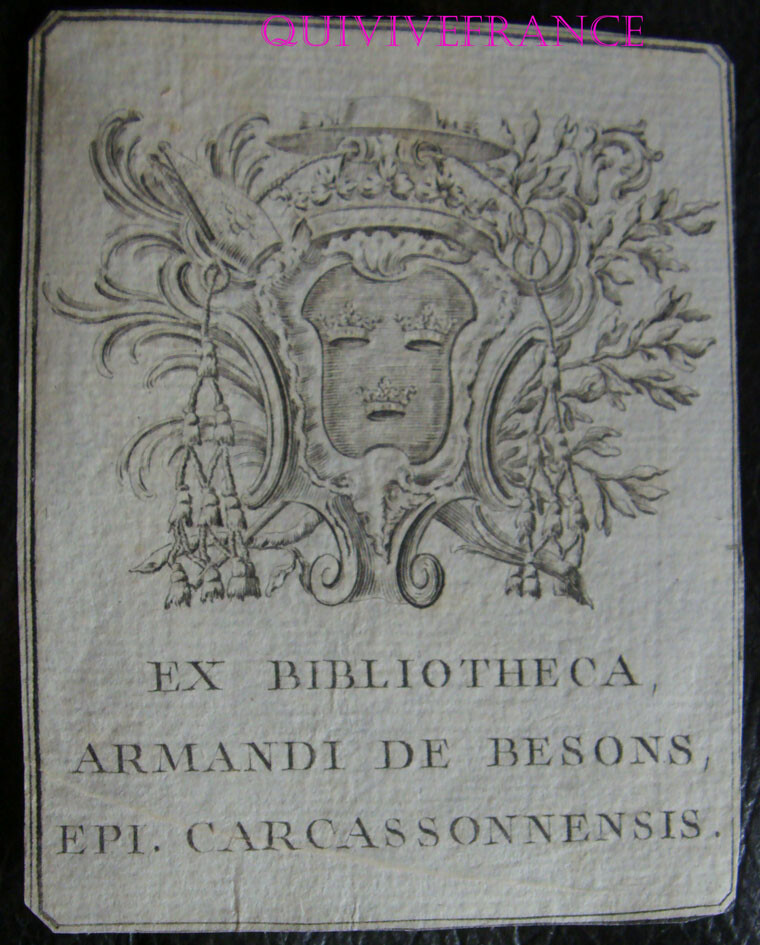 QUIVIVEFRANCE
EX BIBLIOTHECA,
ARMANDI DE BESONS,
EPI. CARCASSONNENSIS.